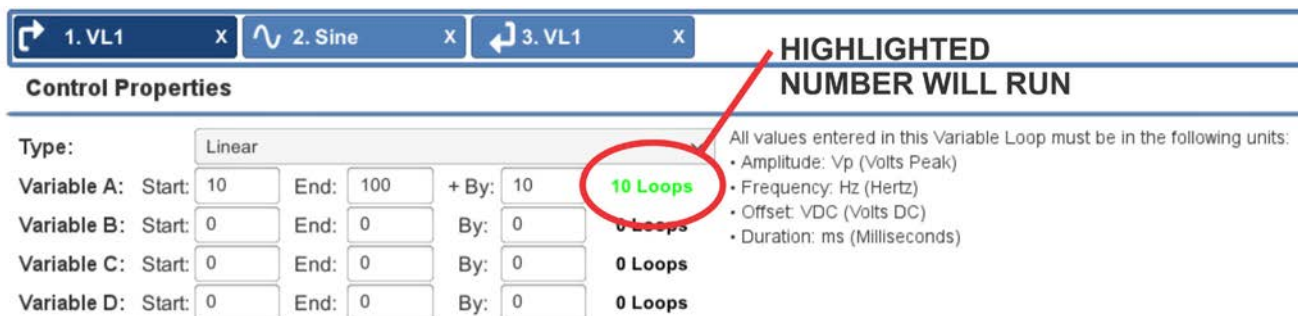 1. VL1 X 2. Sine X 3. VL1 X
HIGHLIGHTED
NUMBER WILL RUN
Control Properties
Type: Linear
Variable A: Start: 10 End: 100 + By: 10 10 Loops
Variable B: Start: 0 End: 0 By: 0 0 Loops
Variable C: Start: 0 End: 0 By: 0 0 Loops
Variable D: Start: 0 End: 0 By: 0 0 Loops
All values entered in this Variable Loop must be in the following units:
• Amplitude: Vp (Volts Peak)
• Frequency: Hz (Hertz)
• Offset: VDC (Volts DC)
• Duration: ms (Milliseconds)